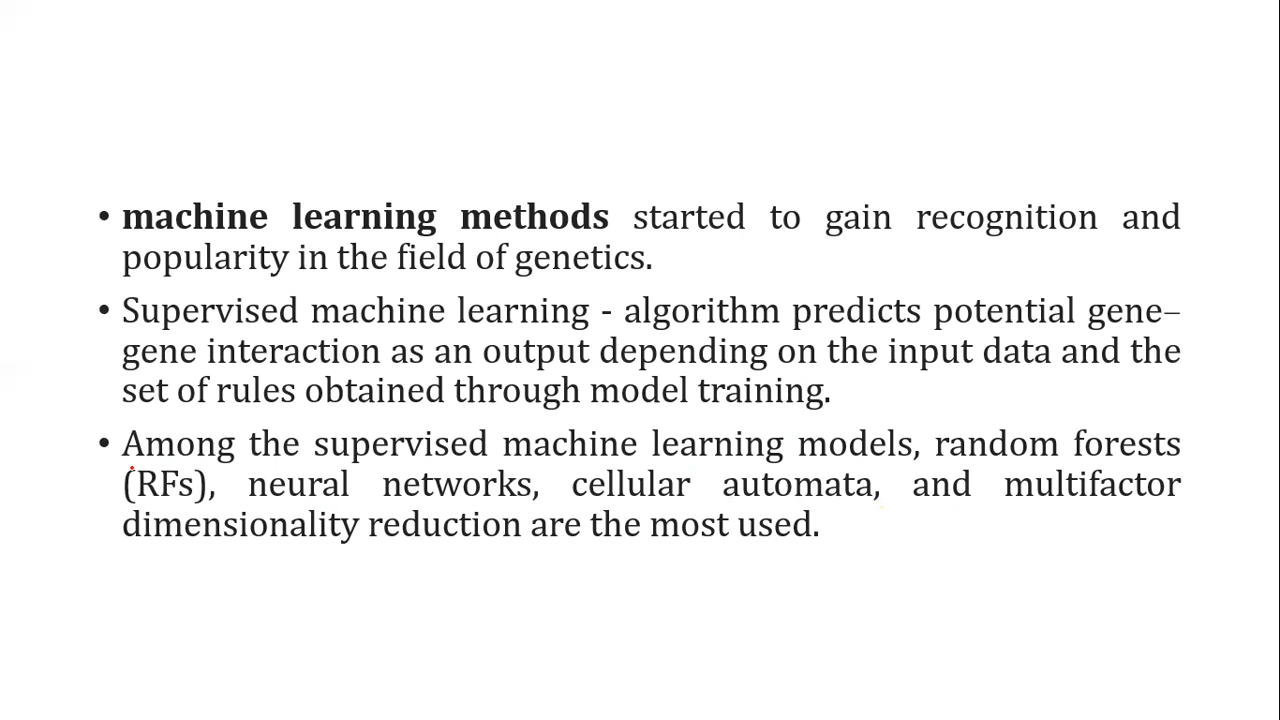 • machine learning methods started to gain recognition and
popularity in the field of genetics.
• Supervised machine learning - algorithm predicts potential gene–
gene interaction as an output depending on the input data and the
set of rules obtained through model training.
• Among the supervised machine learning models, random forests
(RFs), neural networks, cellular automata, and multifactor
dimensionality reduction are the most used.